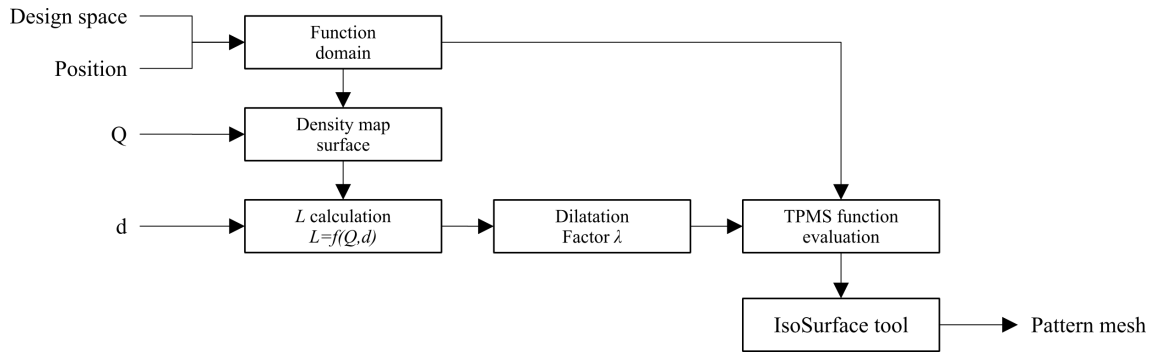 Design space
Position
Function
domain
Q
Density map
surface
d
L calculation
L=f(Q,d)
Dilatation
Factor λ
TPMS function
evaluation
IsoSurface tool
Pattern mesh